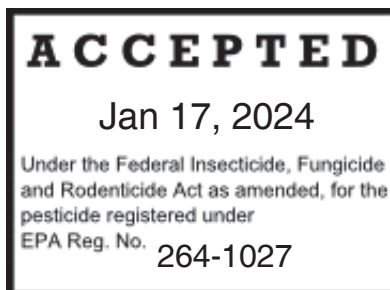 ACCEPTED
Jan 17, 2024
Under the Federal Insecticide, Fungicide
and Rodenticide Act as amended, for the
pesticide registered under
EPA Reg. No. 264-1027